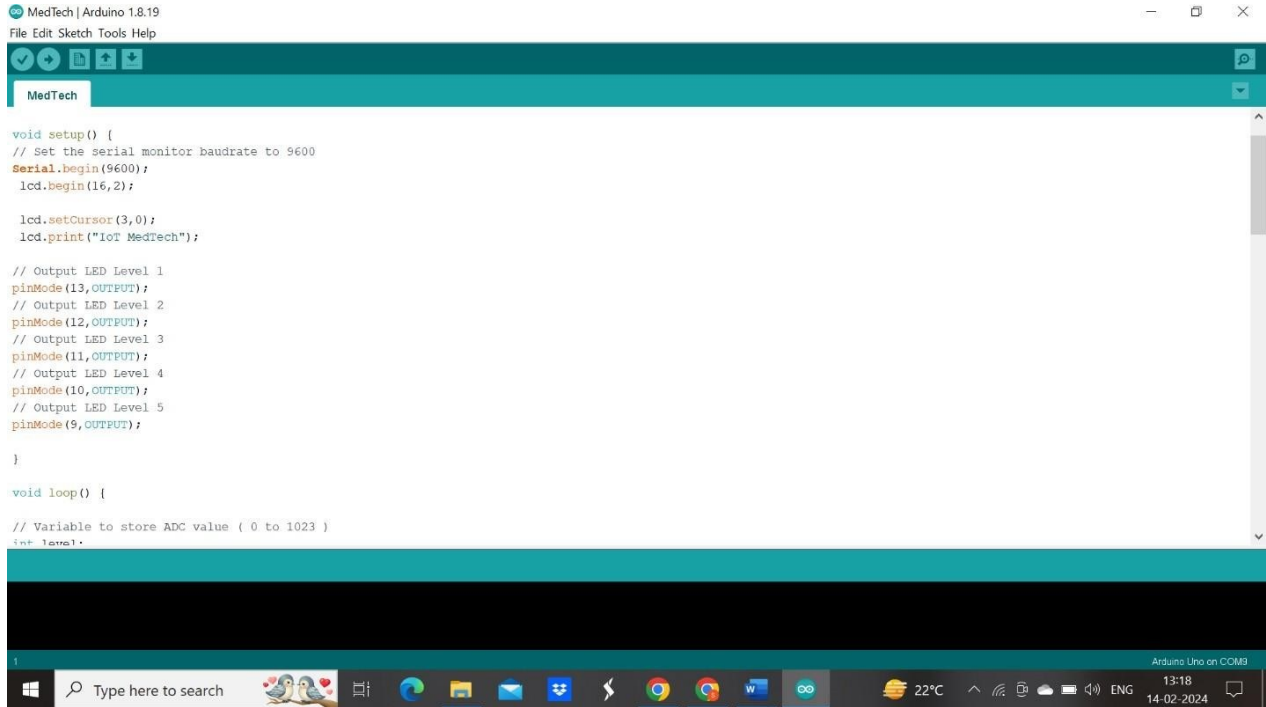 MedTech | Arduino 1.8.19
File Edit Sketch Tools Help
MedTech
void setup() {
// Set the serial monitor baudrate to 9600
Serial.begin(9600);
lcd.begin(16,2);
lcd.setCursor(3,0);
lcd.print("IoT MedTech");
// Output LED Level 1
pinMode(13,OUTPUT);
// Output LED Level 2
pinMode(12,OUTPUT);
// Output LED Level 3
pinMode(11,OUTPUT);
// Output LED Level 4
pinMode(10,OUTPUT);
// Output LED Level 5
pinMode(9,OUTPUT);
}
void loop() {
// Variable to store ADC value ( 0 to 1023 )
int level;
1
Arduino Uno on COM9
Type here to search
W
22°C
ENG
13:18
14-02-2024